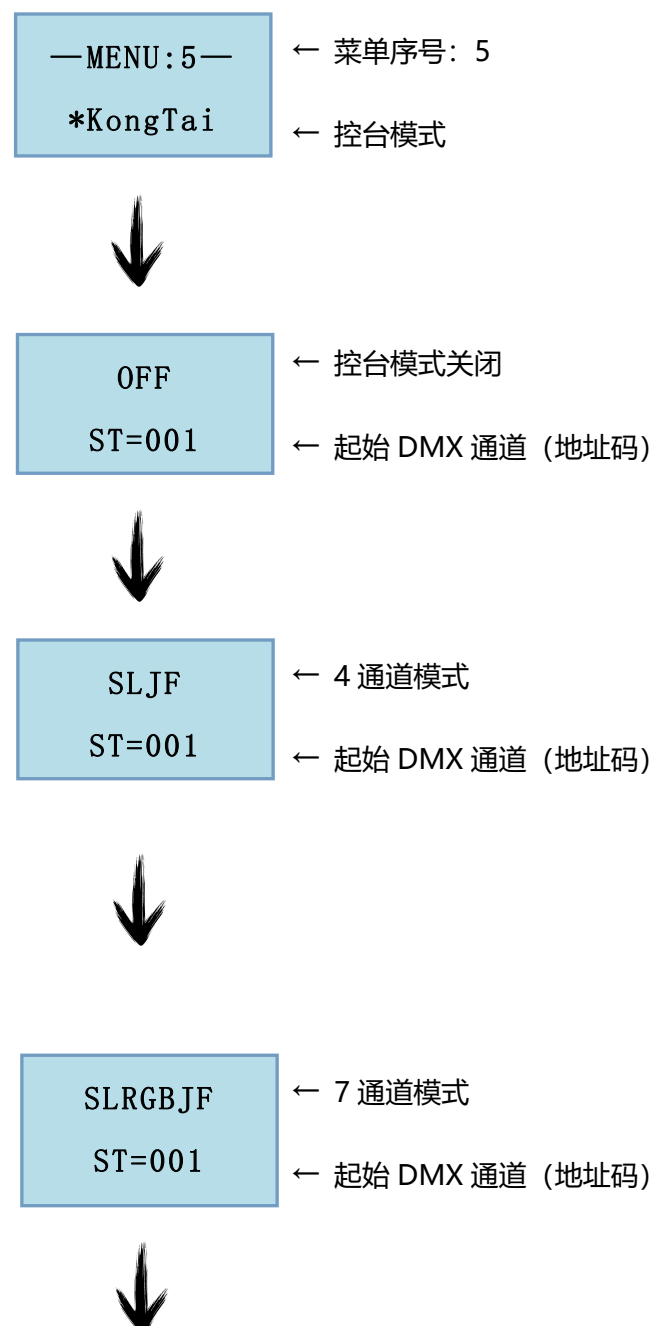 —MENU:5—
← 菜单序号：5
*KongTai
← 控台模式
OFF
← 控台模式关闭
ST=001
← 起始 DMX 通道（地址码）
SLJF
← 4 通道模式
ST=001
← 起始 DMX 通道（地址码）
SLRGBJF
← 7 通道模式
ST=001
← 起始 DMX 通道（地址码）